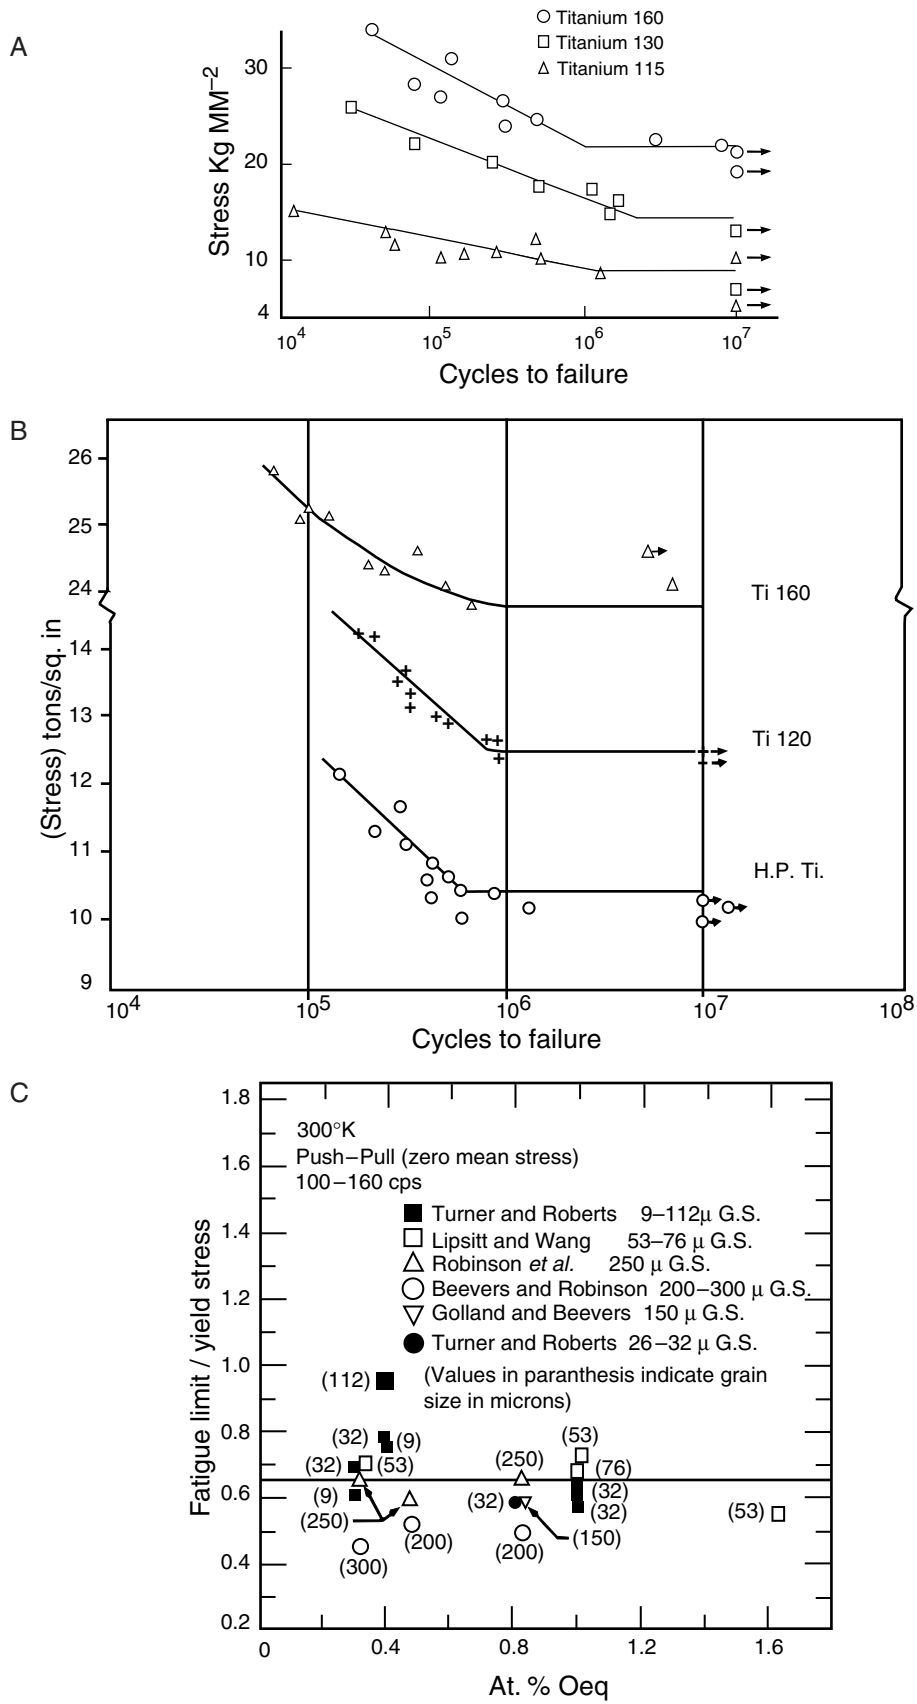 A
Titanium 160
Titanium 130
Titanium 115
Stress Kg MM–2
30
20
10
4
10^4
10^5
10^6
10^7
Cycles to failure
B
(Stress) tons/sq. in
26
25
24
14
13
12
11
10
9
Ti 160
Ti 120
H.P. Ti.
10^4
10^5
10^6
10^7
10^8
Cycles to failure
C
Fatigue limit / yield stress
1.8
1.6
1.4
1.2
1.0
0.8
0.6
0.4
0.2
300°K
Push–Pull (zero mean stress)
100–160 cps
Turner and Roberts 9–112μ G.S.
Lipsitt and Wang 53–76 μ G.S.
Robinson et al. 250 μ G.S.
Beevers and Robinson 200–300 μ G.S.
Golland and Beevers 150 μ G.S.
Turner and Roberts 26–32 μ G.S.
(Values in paranthesis indicate grain
size in microns)
(112)
(32) (9)
(32) (53)
(9)
(250)
(200)
(300)
(250)
(32)
(150)
(200)
(53)
(76)
(32)
(32)
(53)
0 0.4 0.8 1.2 1.6
At. % Oeq